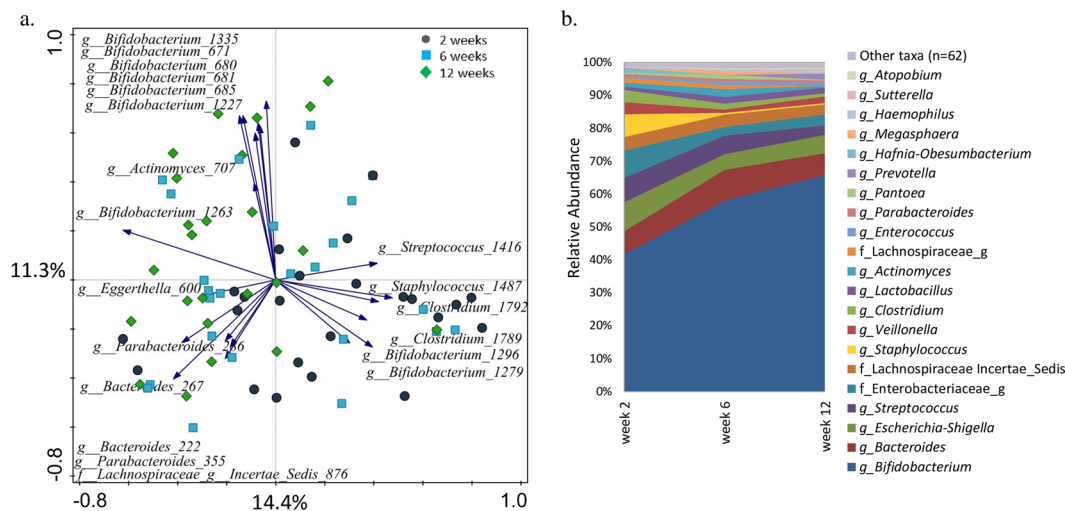 a.
1.0
g__Bifidobacterium_1335
g__Bifidobacterium_671
g__Bifidobacterium_680
g__Bifidobacterium_681
g__Bifidobacterium_685
g__Bifidobacterium_1227
2 weeks
6 weeks
12 weeks
g__Actinomyces_707
g__Bifidobacterium_1263
g__Streptococcus_1416
11.3%
g__Eggerthella_600
g__Staphylococcus_1487
g__Clostridium_1792
g__Clostridium_1789
g__Parabacteroides_266
g__Bifidobacterium_1296
g__Bifidobacterium_1279
g__Bacteroides_267
g__Bacteroides_222
g__Parabacteroides_355
f__Lachnospiraceae_g__Incertae_Sedis_876
-0.8
-0.8
14.4%
1.0
b.
Relative Abundance
100%
90%
80%
70%
60%
50%
40%
30%
20%
10%
0%
week 2
week 6
week 12
Other taxa (n=62)
g_Atopobium
g_Sutterella
g_Haemophilus
g_Megasphaera
g_Hafnia-Obesumbacterium
g_Prevotella
g_Pantoea
g_Parabacteroides
g_Enterococcus
f_Lachnospiraceae_g
g_Actinomyces
g_Lactobacillus
g_Clostridium
g_Veillonella
g_Staphylococcus
f_Lachnospiraceae Incertae_Sedis
f_Enterobacteriaceae_g
g_Streptococcus
g_Escherichia-Shigella
g_Bacteroides
g_Bifidobacterium